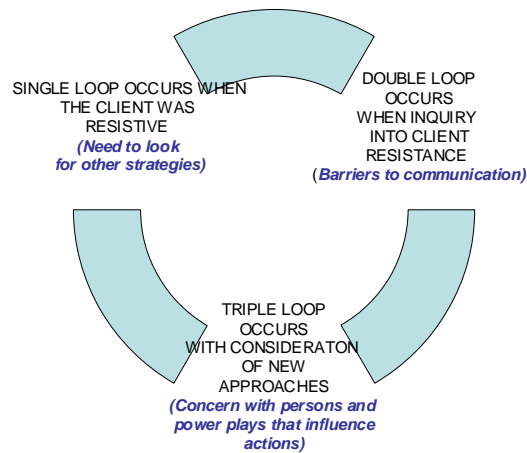 SINGLE LOOP OCCURS WHEN
THE CLIENT WAS
RESISTIVE
(Need to look
for other strategies)
DOUBLE LOOP
OCCURS
WHEN INQUIRY
INTO CLIENT
RESISTANCE
(Barriers to communication)
TRIPLE LOOP
OCCURS
WITH CONSIDERATON
OF NEW
APPROACHES
(Concern with persons and
power plays that influence
actions)